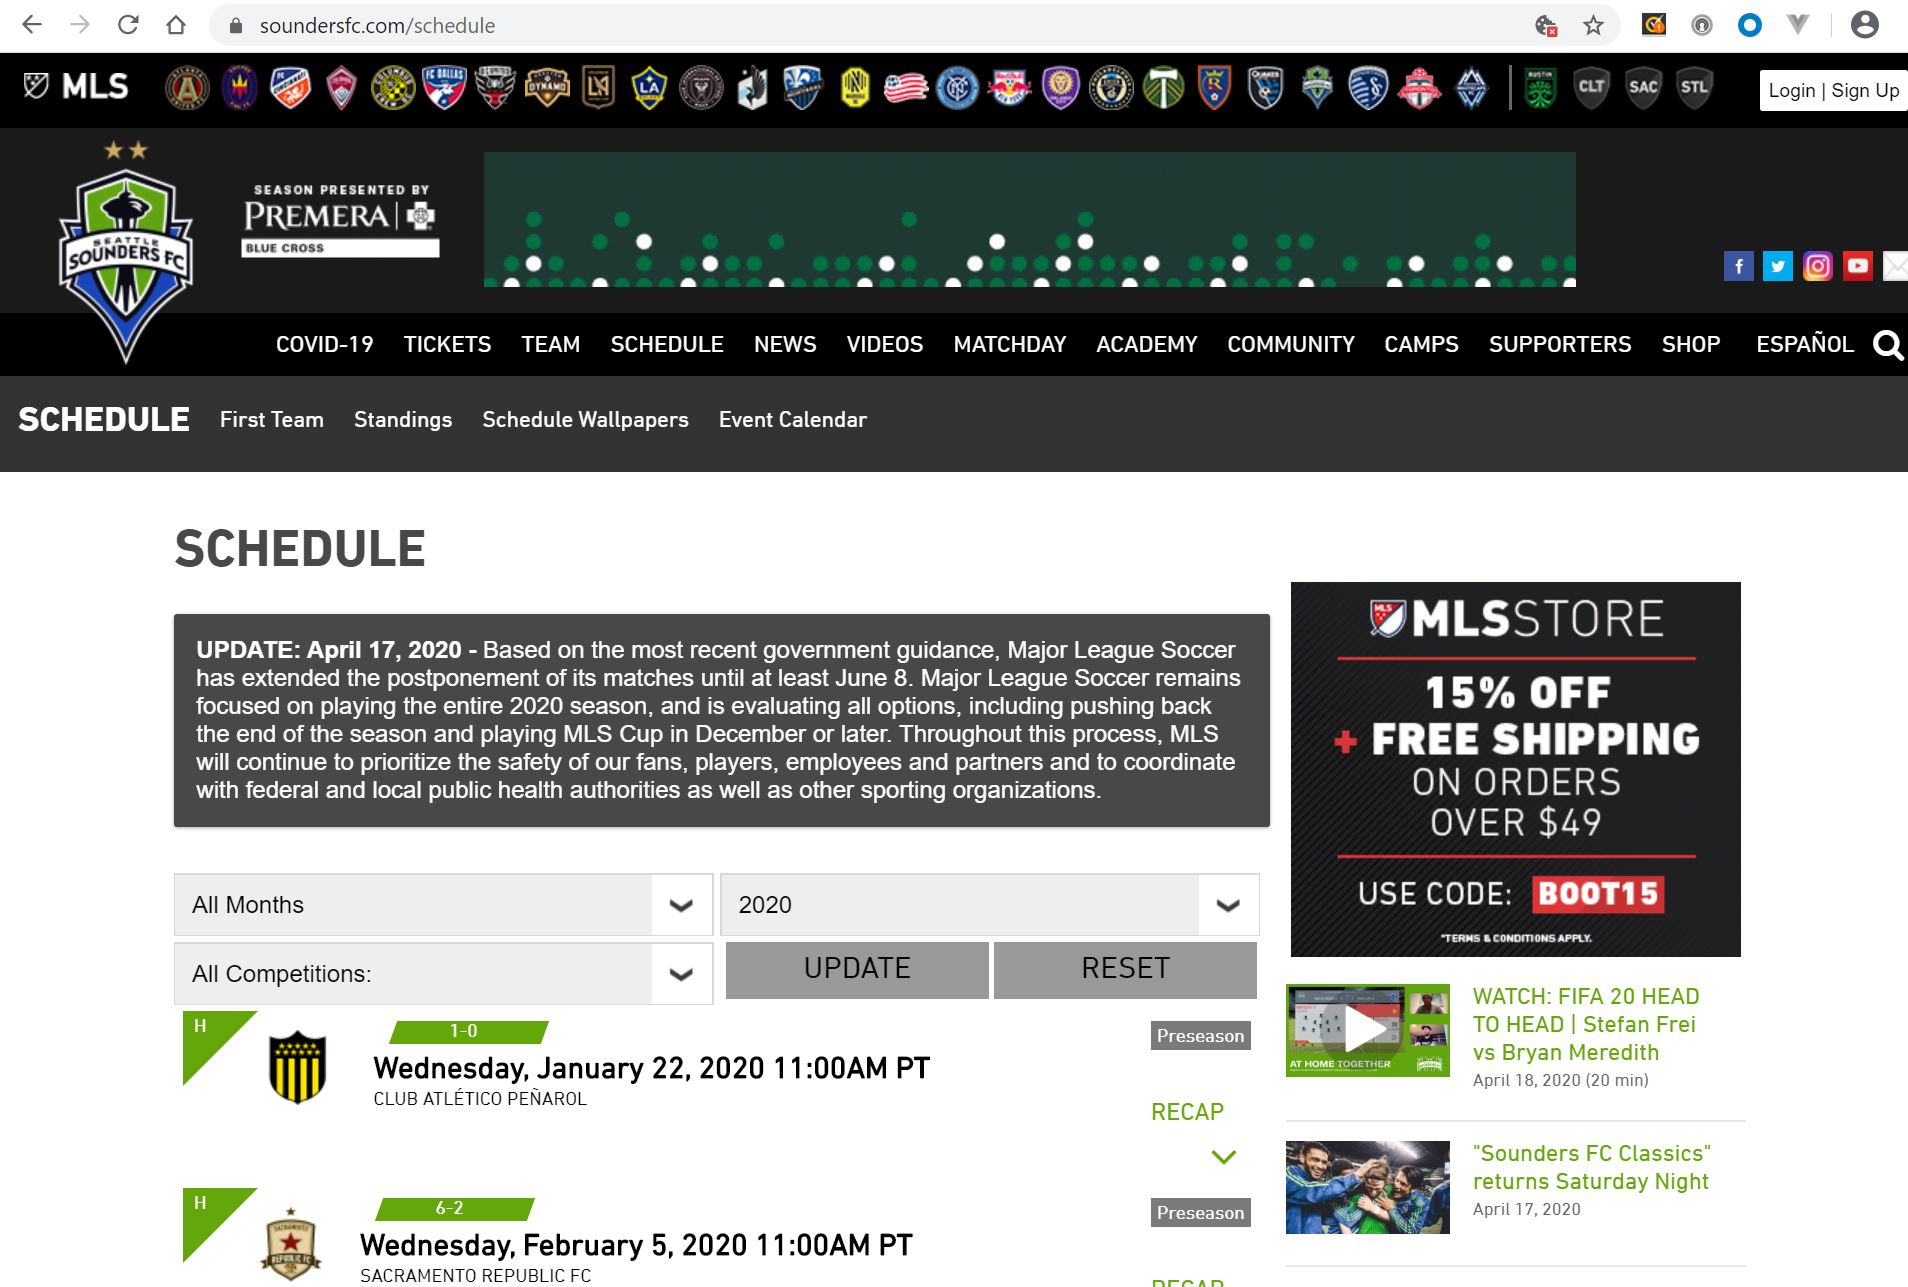 soundersfc.com/schedule
MLS
CLT
SAC
STL
Login | Sign Up
SEATTLE
SOUNDERS FC
SEASON PRESENTED BY
PREMERA
BLUE CROSS
COVID-19 TICKETS TEAM SCHEDULE NEWS VIDEOS MATCHDAY ACADEMY COMMUNITY CAMPS SUPPORTERS SHOP ESPAÑOL
SCHEDULE First Team Standings Schedule Wallpapers Event Calendar
SCHEDULE
UPDATE: April 17, 2020 - Based on the most recent government guidance, Major League Soccer
has extended the postponement of its matches until at least June 8. Major League Soccer remains
focused on playing the entire 2020 season, and is evaluating all options, including pushing back
the end of the season and playing MLS Cup in December or later. Throughout this process, MLS
will continue to prioritize the safety of our fans, players, employees and partners and to coordinate
with federal and local public health authorities as well as other sporting organizations.
All Months
2020
All Competitions:
UPDATE
RESET
H
1-0
Wednesday, January 22, 2020 11:00AM PT
CLUB ATLÉTICO PEÑAROL
Preseason
RECAP
H
6-2
Wednesday, February 5, 2020 11:00AM PT
SACRAMENTO REPUBLIC FC
Preseason
RECAP
MLSSTORE
15% OFF
+ FREE SHIPPING
ON ORDERS
OVER $49
USE CODE: BOOT15
*TERMS & CONDITIONS APPLY.
AT HOME TOGETHER
WATCH: FIFA 20 HEAD
TO HEAD | Stefan Frei
vs Bryan Meredith
April 18, 2020 (20 min)
"Sounders FC Classics"
returns Saturday Night
April 17, 2020